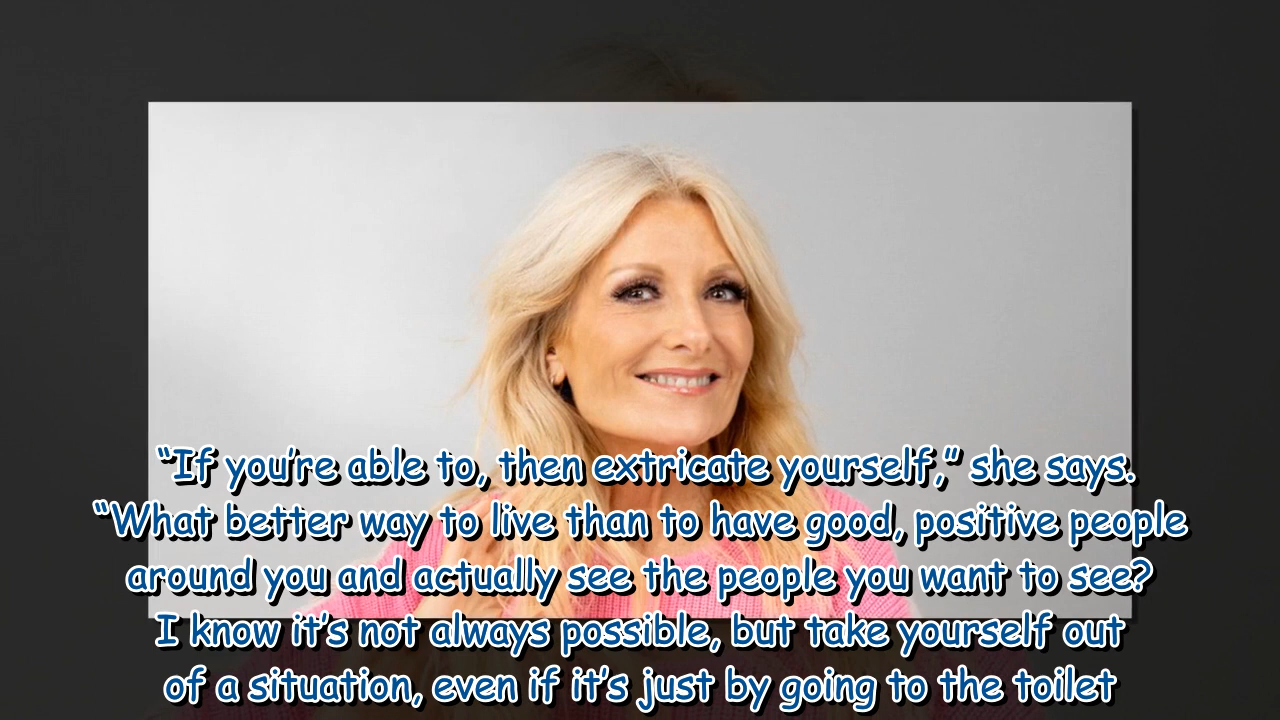 “If you’re able to, then extricate yourself,” she says.
“What better way to live than to have good, positive people
around you and actually see the people you want to see?
I know it’s not always possible, but take yourself out
of a situation, even if it’s just by going to the toilet